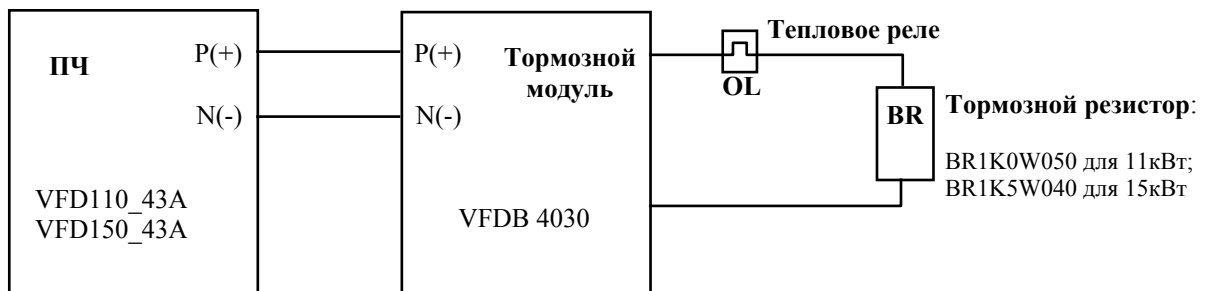 ПЧ
P(+)
N(-)
VFD110_43A
VFD150_43A
P(+)
N(-)
Тормозной
модуль
VFDB 4030
Тепловое реле
OL
BR
Тормозной резистор:
BR1K0W050 для 11кВт;
BR1K5W040 для 15кВт